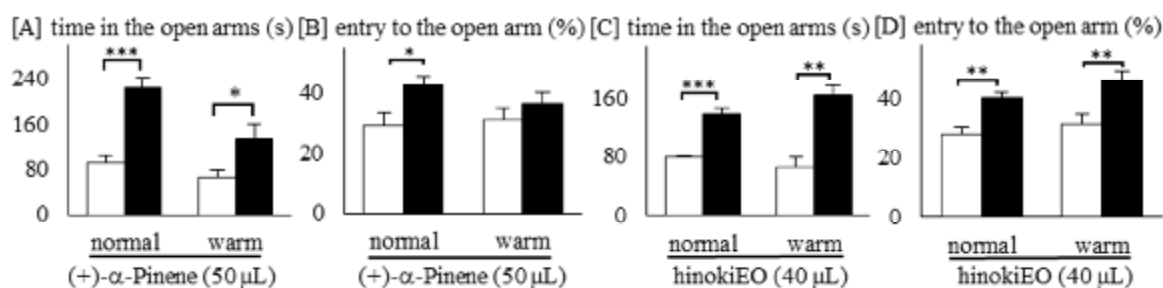 [A] time in the open arms (s) [B] entry to the open arm (%) [C] time in the open arms (s) [D] entry to the open arm (%)
*** * * *** ** ** **
240 160 80 0
40 20 0
160 80 0
40 20 0
normal warm normal warm normal warm normal warm
(+)-α-Pinene (50 μL) (+)-α-Pinene (50 μL) hinokiEO (40 μL) hinokiEO (40 μL)